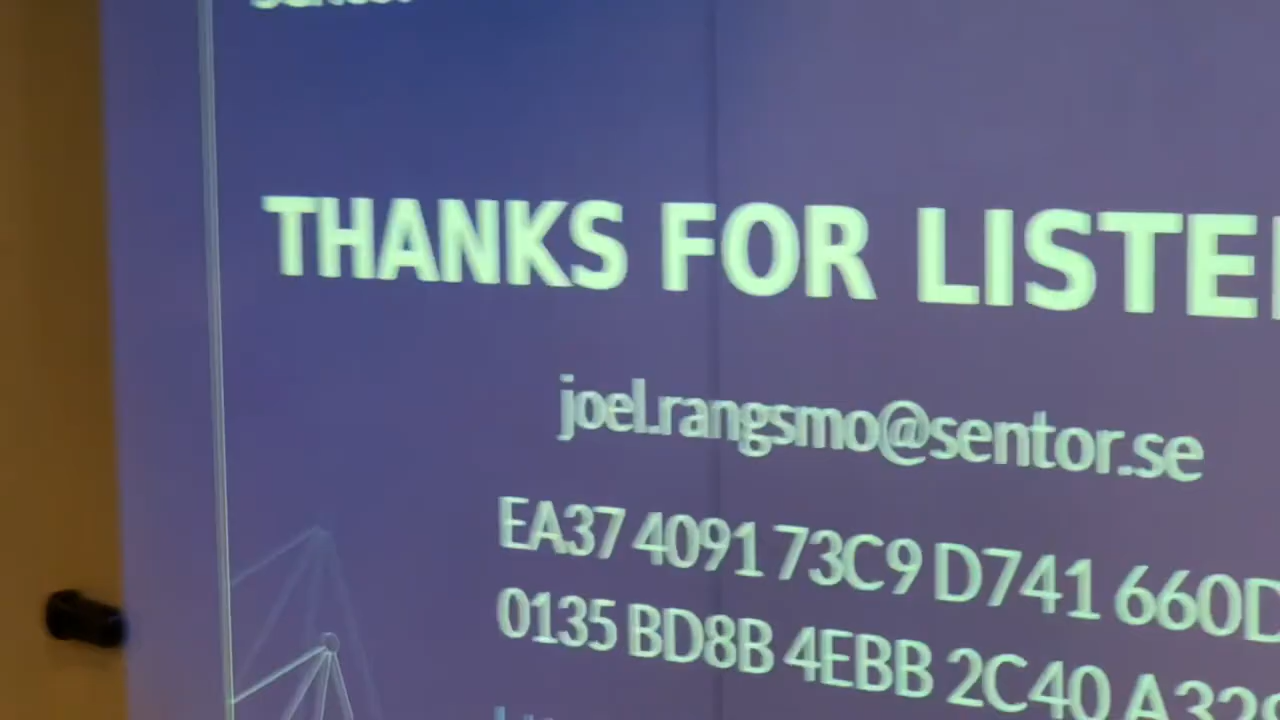 THANKS FOR LISTE
joel.rangsmo@sentor.se
EA37 4091 73C9 D741 660D
0135 BD8B 4EBB 2C40